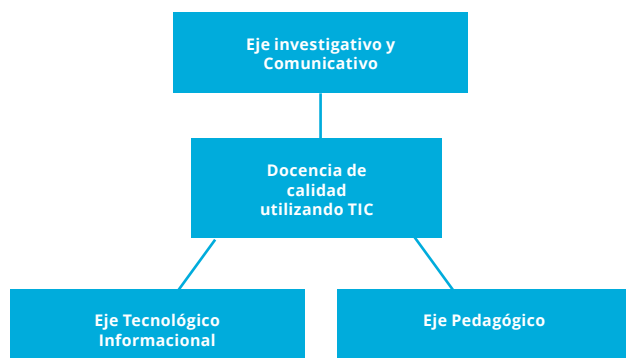 Eje investigativo y
Comunicativo
Docencia de
calidad
utilizando TIC
Eje Tecnológico
Informacional
Eje Pedagógico